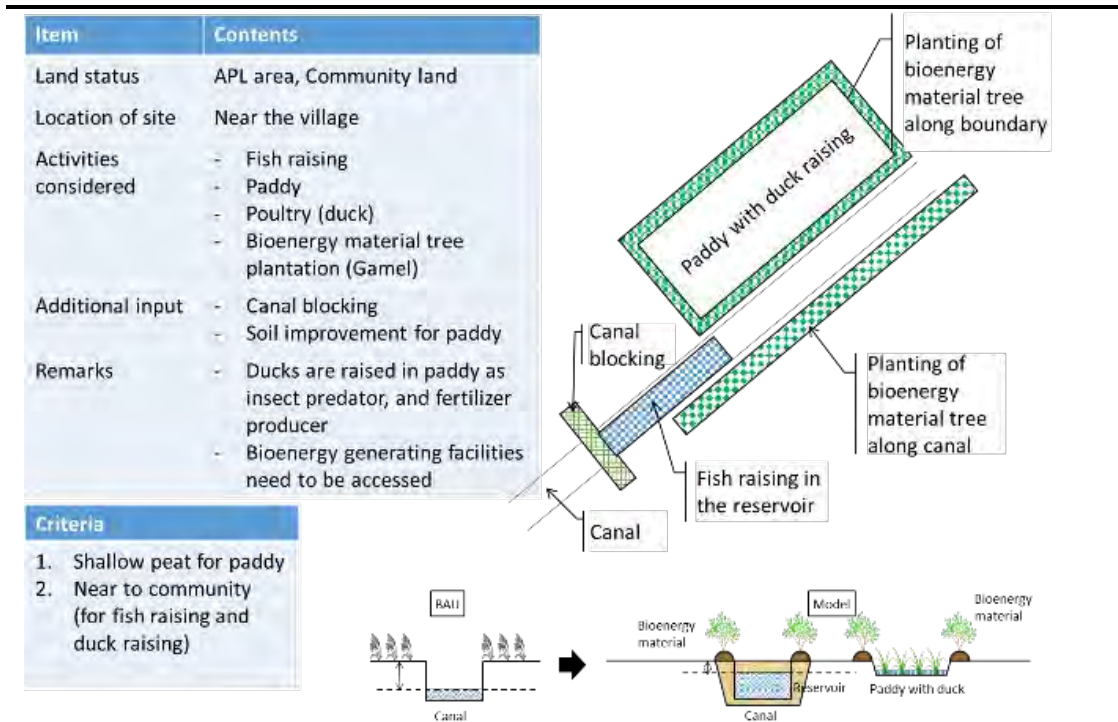 Item Contents
Land status APL area, Community land
Location of site Near the village
Activities considered
- Fish raising
- Paddy
- Poultry (duck)
- Bioenergy material tree
plantation (Gamel)
Additional input - Canal blocking
- Soil improvement for paddy
Remarks - Ducks are raised in paddy as
insect predator, and fertilizer
producer
- Bioenergy generating facilities
need to be accessed
Criteria
1. Shallow peat for paddy
2. Near to community
(for fish raising and
duck raising)
Planting of
bioenergy
material tree
along boundary
Paddy with duck raising
Canal
blocking
Planting of
bioenergy
material tree
along canal
Fish raising in
the reservoir
Canal
BAU
Canal
Model
Bioenergy
material
Bioenergy
material
Reservoir
Paddy with duck
Canal